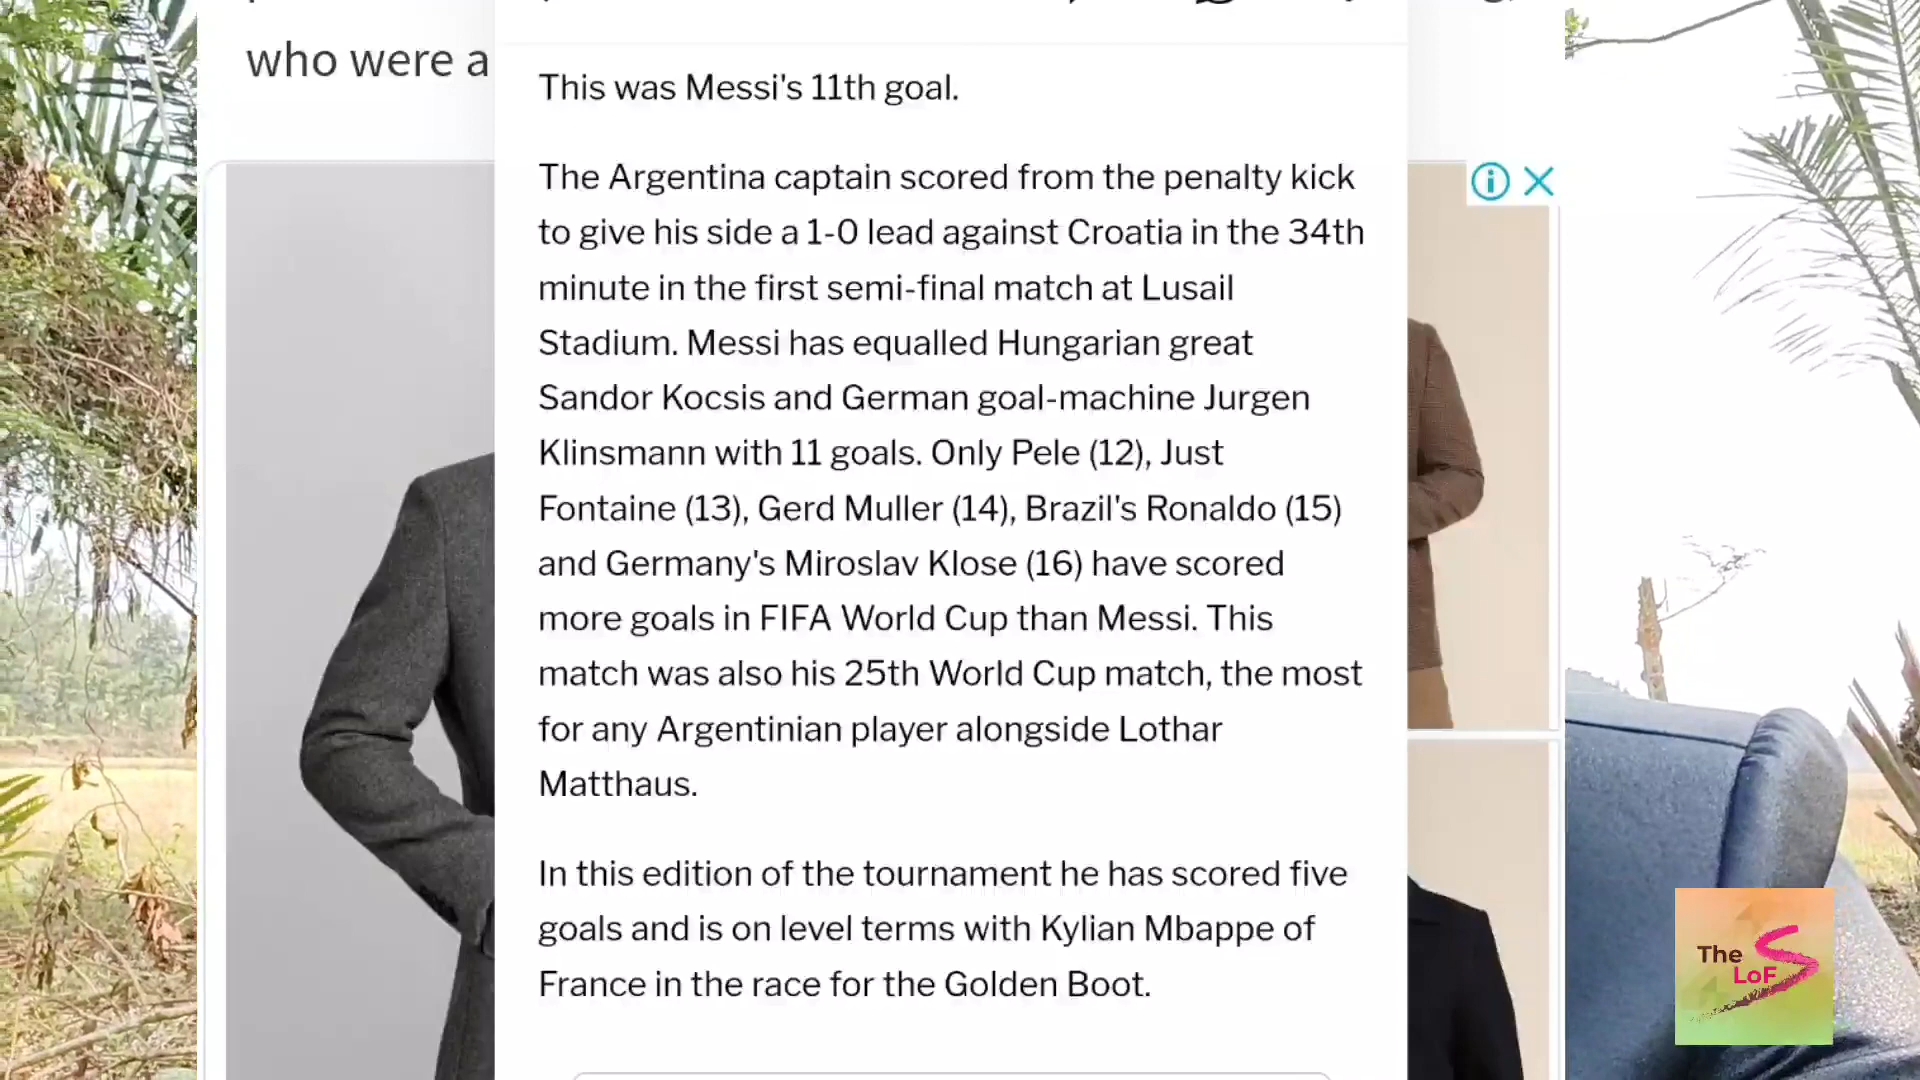 who were a
This was Messi's 11th goal.
The Argentina captain scored from the penalty kick
to give his side a 1-0 lead against Croatia in the 34th
minute in the first semi-final match at Lusail
Stadium. Messi has equalled Hungarian great
Sandor Kocsis and German goal-machine Jurgen
Klinsmann with 11 goals. Only Pele (12), Just
Fontaine (13), Gerd Muller (14), Brazil's Ronaldo (15)
and Germany's Miroslav Klose (16) have scored
more goals in FIFA World Cup than Messi. This
match was also his 25th World Cup match, the most
for any Argentinian player alongside Lothar
Matthaus.
In this edition of the tournament he has scored five
goals and is on level terms with Kylian Mbappe of
France in the race for the Golden Boot.
The S
LoF